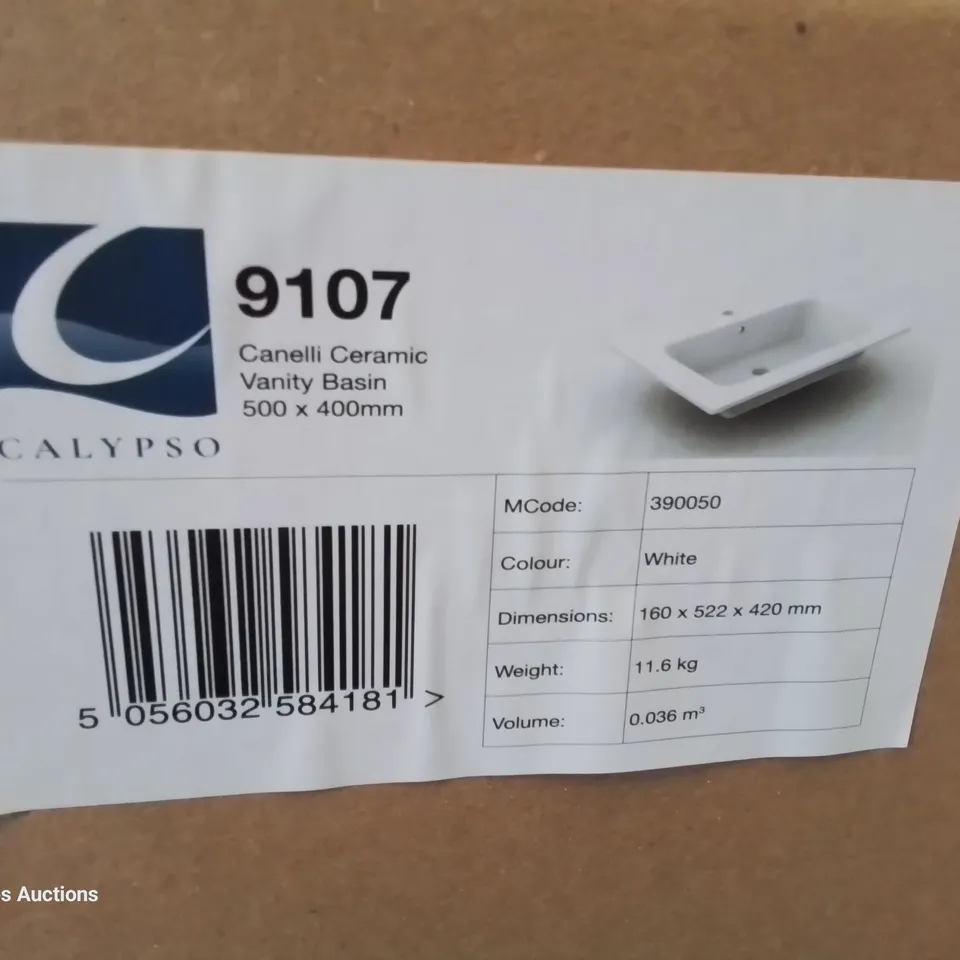 CALYPSO
9107
Canelli Ceramic
Vanity Basin
500 x 400mm
MCode: 390050
Colour: White
Dimensions: 160 x 522 x 420 mm
Weight: 11.6 kg
Volume: 0.036 m³
5 056032 584181 >
s Auctions